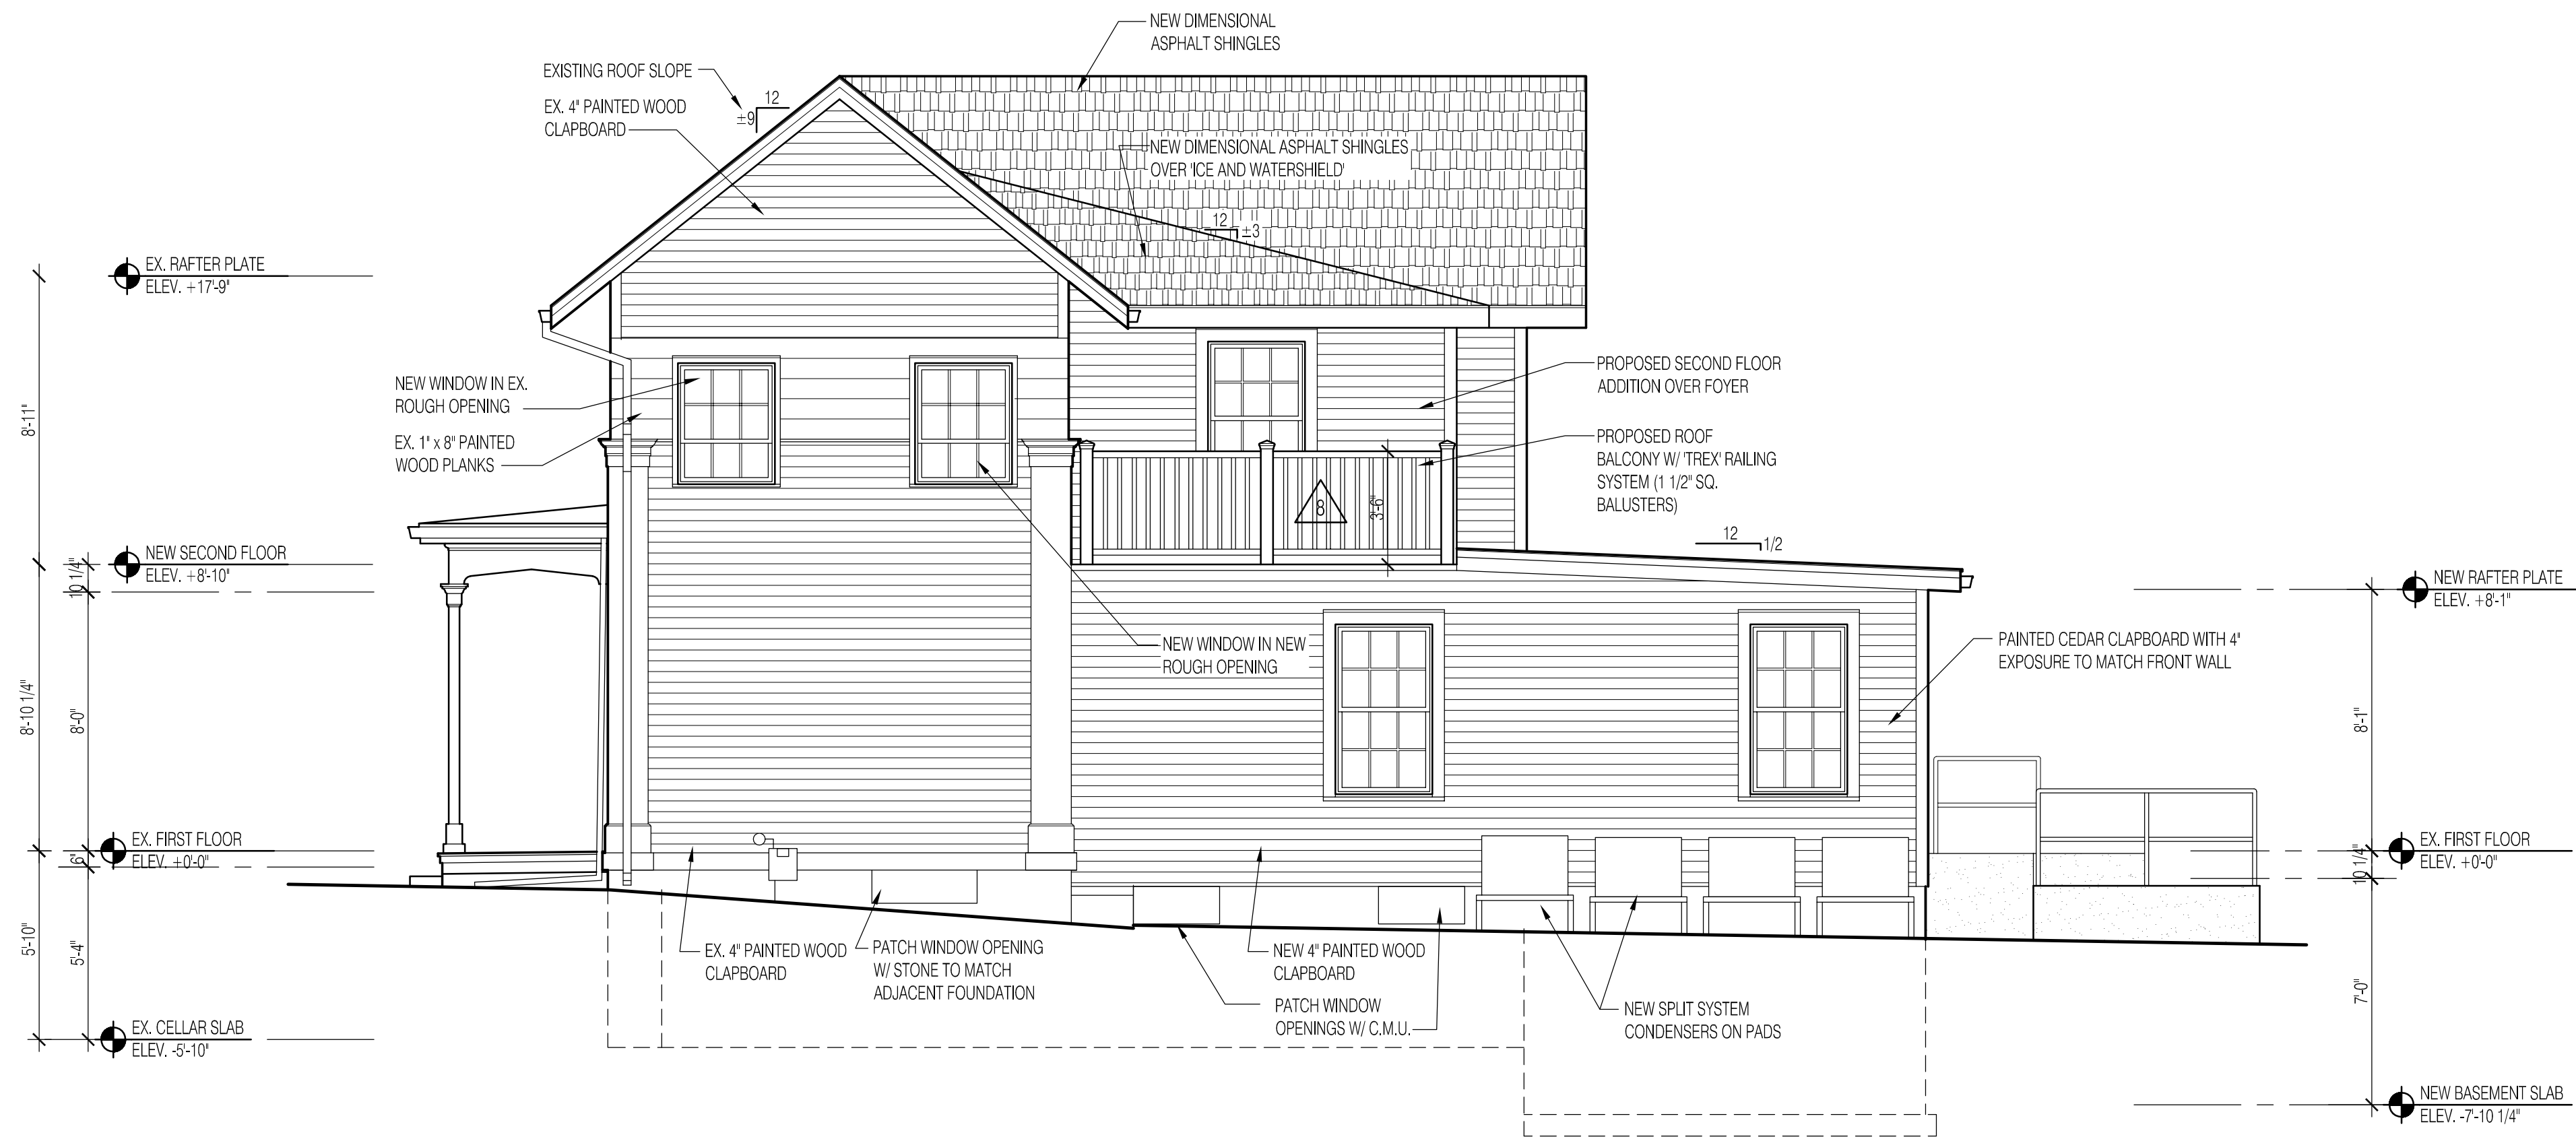 NEW DIMENSIONAL
ASPHALT SHINGLES
EXISTING ROOF SLOPE
EX. 4" PAINTED WOOD
CLAPBOARD
12
±9
NEW DIMENSIONAL ASPHALT SHINGLES
OVER 'ICE AND WATERSHIELD'
12
±3
EX. RAFTER PLATE
ELEV. +17'-9"
8'-11"
NEW WINDOW IN EX.
ROUGH OPENING
EX. 1" x 8" PAINTED
WOOD PLANKS
PROPOSED SECOND FLOOR
ADDITION OVER FOYER
PROPOSED ROOF
BALCONY W/ 'TREX' RAILING
SYSTEM (1 1/2" SQ.
BALUSTERS)
8
3'-6"
12
1/2
NEW SECOND FLOOR
ELEV. +8'-10"
10 1/4"
NEW RAFTER PLATE
ELEV. +8'-1"
NEW WINDOW IN NEW
ROUGH OPENING
PAINTED CEDAR CLAPBOARD WITH 4"
EXPOSURE TO MATCH FRONT WALL
8'-10 1/4"
8'-0"
8'-1"
EX. FIRST FLOOR
ELEV. +0'-0"
6"
EX. FIRST FLOOR
ELEV. +0'-0"
10 1/4"
5'-10"
5'-4"
EX. 4" PAINTED WOOD
CLAPBOARD
PATCH WINDOW OPENING
W/ STONE TO MATCH
ADJACENT FOUNDATION
NEW 4" PAINTED WOOD
CLAPBOARD
PATCH WINDOW
OPENINGS W/ C.M.U.
NEW SPLIT SYSTEM
CONDENSERS ON PADS
7'-0"
EX. CELLAR SLAB
ELEV. -5'-10"
NEW BASEMENT SLAB
ELEV. -7'-10 1/4"